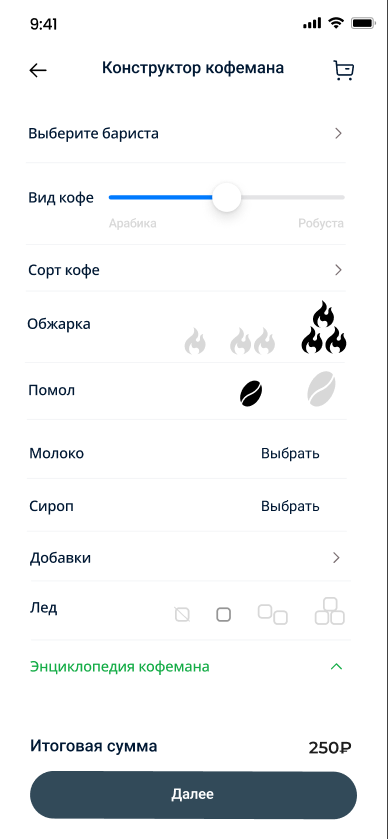 9:41
Конструктор кофемана
Выберите бариста
Вид кофе
Арабика Робуста
Сорт кофе
Обжарка
Помол
Молоко Выбрать
Сироп Выбрать
Добавки
Лед
Энциклопедия кофемана
Итоговая сумма 250₽
Далее